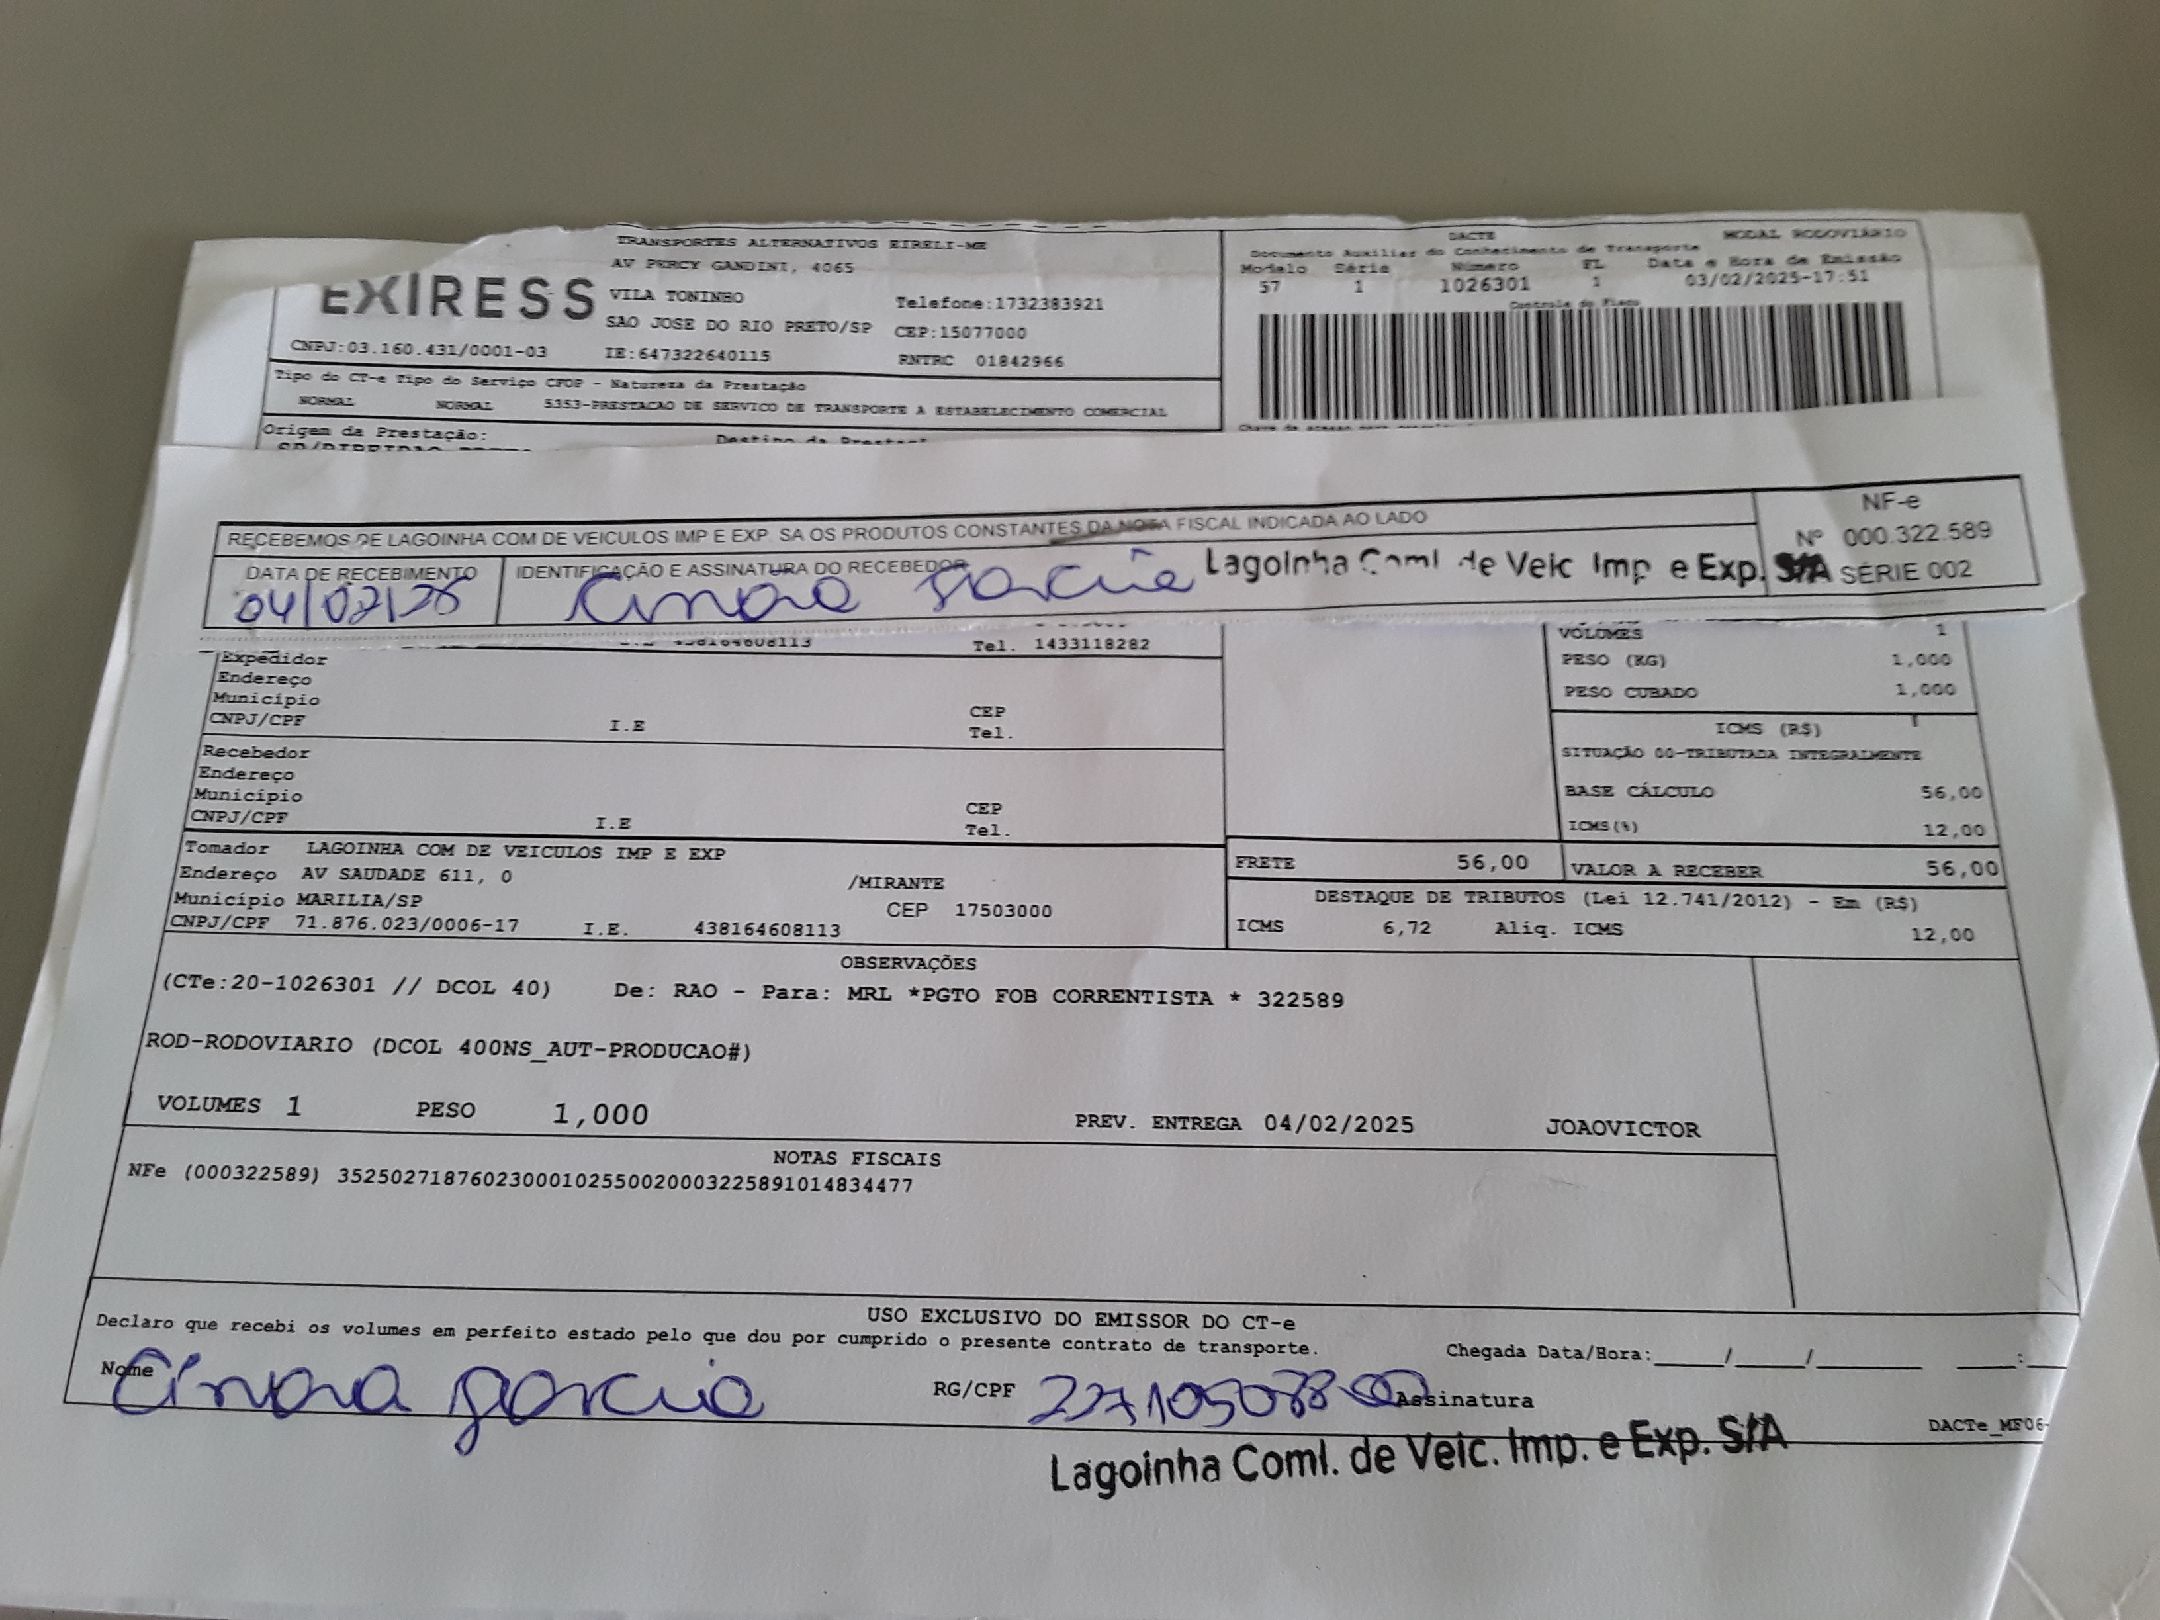 TRANSPORTES ALTERNATIVOS EIRELI-ME
AV PERCY GANDINI, 4065
EXIRESS
VILA TONINHO
Telefone:1732383921
SAO JOSE DO RIO PRETO/SP CEP:15077000
CNPJ:03.160.431/0001-03 IE:647322640115 RNTRC 01842966
DACTE MODAL RODOVIÁRIO
Documento Auxiliar do Conhecimento de Transporte
Modelo Série Número FL Data e Hora de Emissão
57 1 1026301 1 03/02/2025-17:51
Controle do Fisco
Tipo do CT-e Tipo do Serviço CFOP - Natureza da Prestação
NORMAL NORMAL 5353-PRESTACAO DE SERVICO DE TRANSPORTE A ESTABELECIMENTO COMERCIAL
Origem da Prestação:
RECEBEMOS DE LAGOINHA COM DE VEICULOS IMP E EXP. SA OS PRODUTOS CONSTANTES DA NOTA FISCAL INDICADA AO LADO
NF-e
Nº 000.322.589
SÉRIE 002
DATA DE RECEBIMENTO IDENTIFICAÇÃO E ASSINATURA DO RECEBEDOR
Lagoinha Coml. de Veic. Imp. e Exp. S/A
Tel. 1433118282
Expedidor
Endereço
Município CEP
CNPJ/CPF I.E Tel.
Recebedor
Endereço
Município CEP
CNPJ/CPF I.E Tel.
VOLUMES 1
PESO (KG) 1,000
PESO CUBADO 1,000
ICMS (R$)
SITUAÇÃO 00-TRIBUTADA INTEGRALMENTE
BASE CÁLCULO 56,00
ICMS(%) 12,00
Tomador LAGOINHA COM DE VEICULOS IMP E EXP
Endereço AV SAUDADE 611, 0 /MIRANTE
Município MARILIA/SP CEP 17503000
CNPJ/CPF 71.876.023/0006-17 I.E. 438164608113
FRETE 56,00 VALOR A RECEBER 56,00
DESTAQUE DE TRIBUTOS (Lei 12.741/2012) - Em (R$)
ICMS 6,72 Aliq. ICMS 12,00
OBSERVAÇÕES
(CTe:20-1026301 // DCOL 40) De: RAO - Para: MRL *PGTO FOB CORRENTISTA * 322589
ROD-RODOVIARIO (DCOL 400NS_AUT-PRODUCAO#)
VOLUMES 1 PESO 1,000 PREV. ENTREGA 04/02/2025 JOAOVICTOR
NOTAS FISCAIS
NFe (000322589) 35250271876023000102550020003225891014834477
USO EXCLUSIVO DO EMISSOR DO CT-e
Declaro que recebi os volumes em perfeito estado pelo que dou por cumprido o presente contrato de transporte.
Chegada Data/Hora:_____/_____/________ ____:___
Nome RG/CPF Assinatura
DACTe_MF06-
Lagoinha Coml. de Veic. Imp. e Exp. S/A